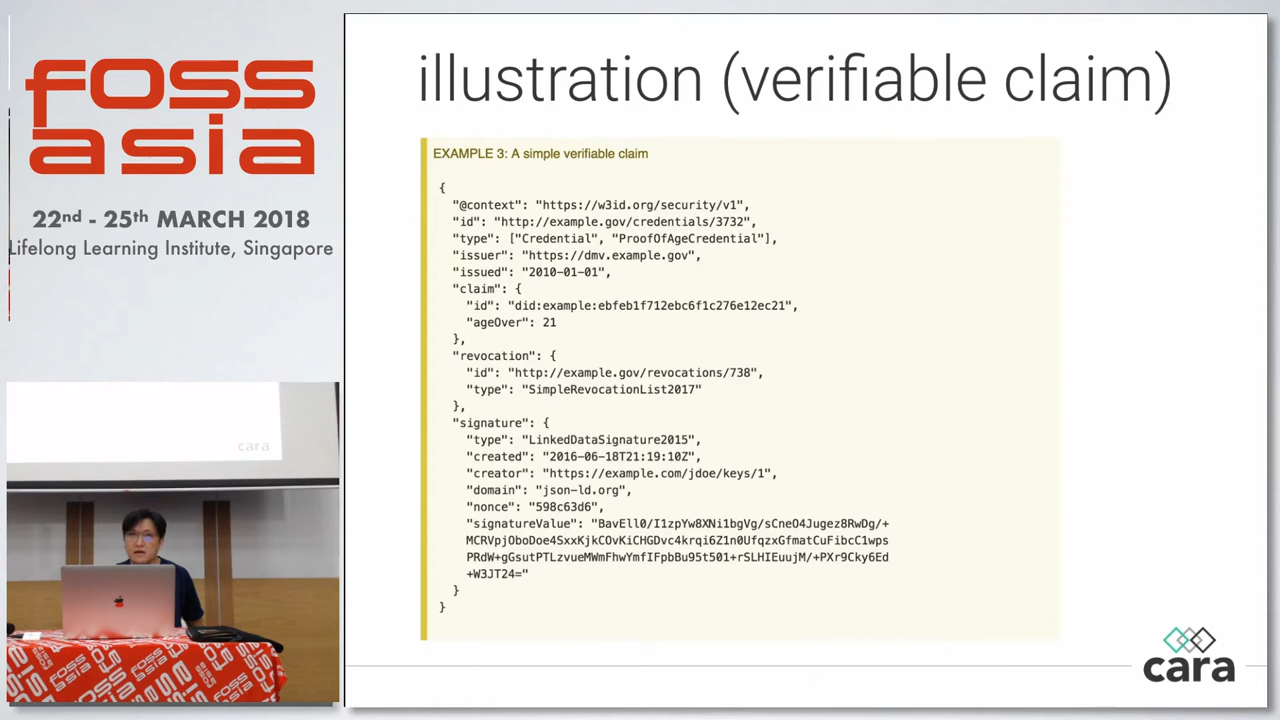 foss
asia
22nd - 25th MARCH 2018
Lifelong Learning Institute, Singapore
illustration (verifiable claim)
EXAMPLE 3: A simple verifiable claim
{
"@context": "https://w3id.org/security/v1",
"id": "http://example.gov/credentials/3732",
"type": ["Credential", "ProofOfAgeCredential"],
"issuer": "https://dmv.example.gov",
"issued": "2010-01-01",
"claim": {
"id": "did:example:ebfeb1f712ebc6f1c276e12ec21",
"ageOver": 21
},
"revocation": {
"id": "http://example.gov/revocations/738",
"type": "SimpleRevocationList2017"
},
"signature": {
"type": "LinkedDataSignature2015",
"created": "2016-06-18T21:19:10Z",
"creator": "https://example.com/jdoe/keys/1",
"domain": "json-ld.org",
"nonce": "598c63d6",
"signatureValue": "BavEll0/I1zpYw8XNi1bgVg/sCneO4Jugez8RwDg/+
MCRVpjOboDoe4SxxKjkCOvKiCHGDvc4krqi6Z1n0UfqzxGfmatCuFibcC1wps
PRdW+gGsutPTLzvueMWmFhwYmfIFpbBu95t501+rSLHIEuujM/+PXr9Cky6Ed
+W3JT24="
}
}
cara
cara
foss
asia